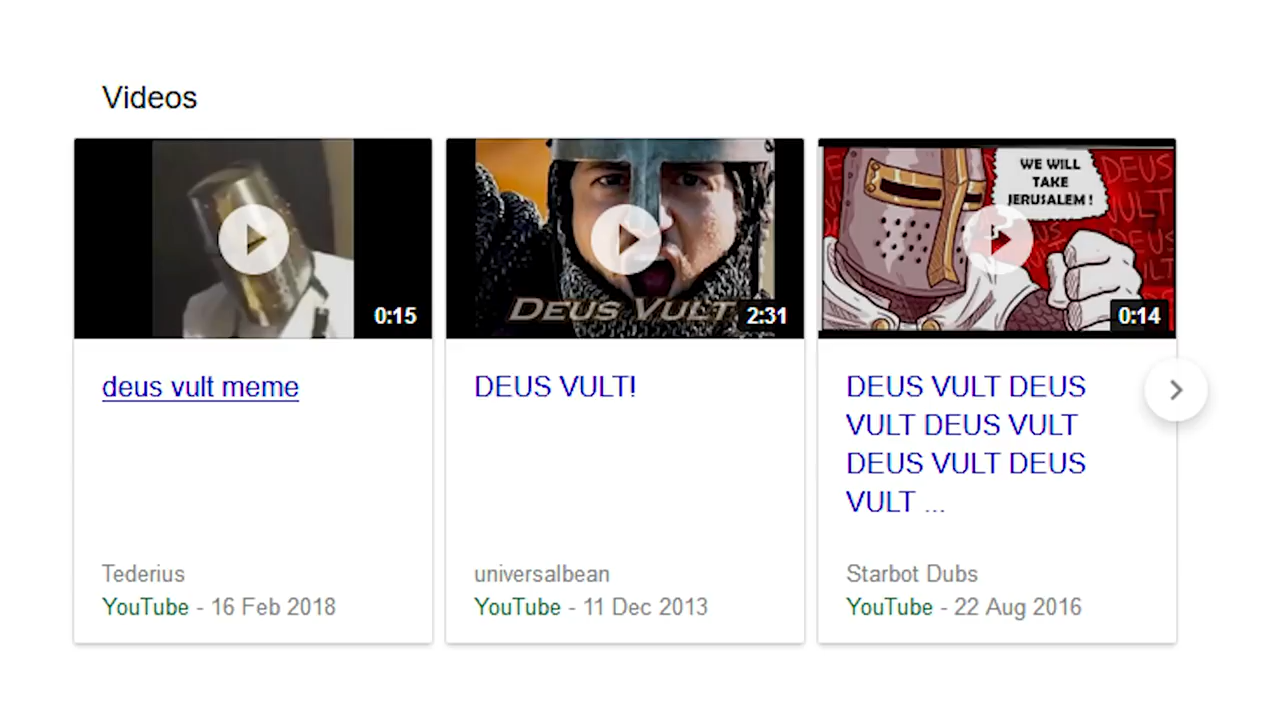 Videos
0:15
DEUS VULT
2:31
WE WILL
TAKE
JERUSALEM !
DEUS
VULT
DEUS
0:14
deus vult meme
DEUS VULT!
DEUS VULT DEUS
VULT DEUS VULT
DEUS VULT DEUS
VULT ...
Tederius
YouTube - 16 Feb 2018
universalbean
YouTube - 11 Dec 2013
Starbot Dubs
YouTube - 22 Aug 2016